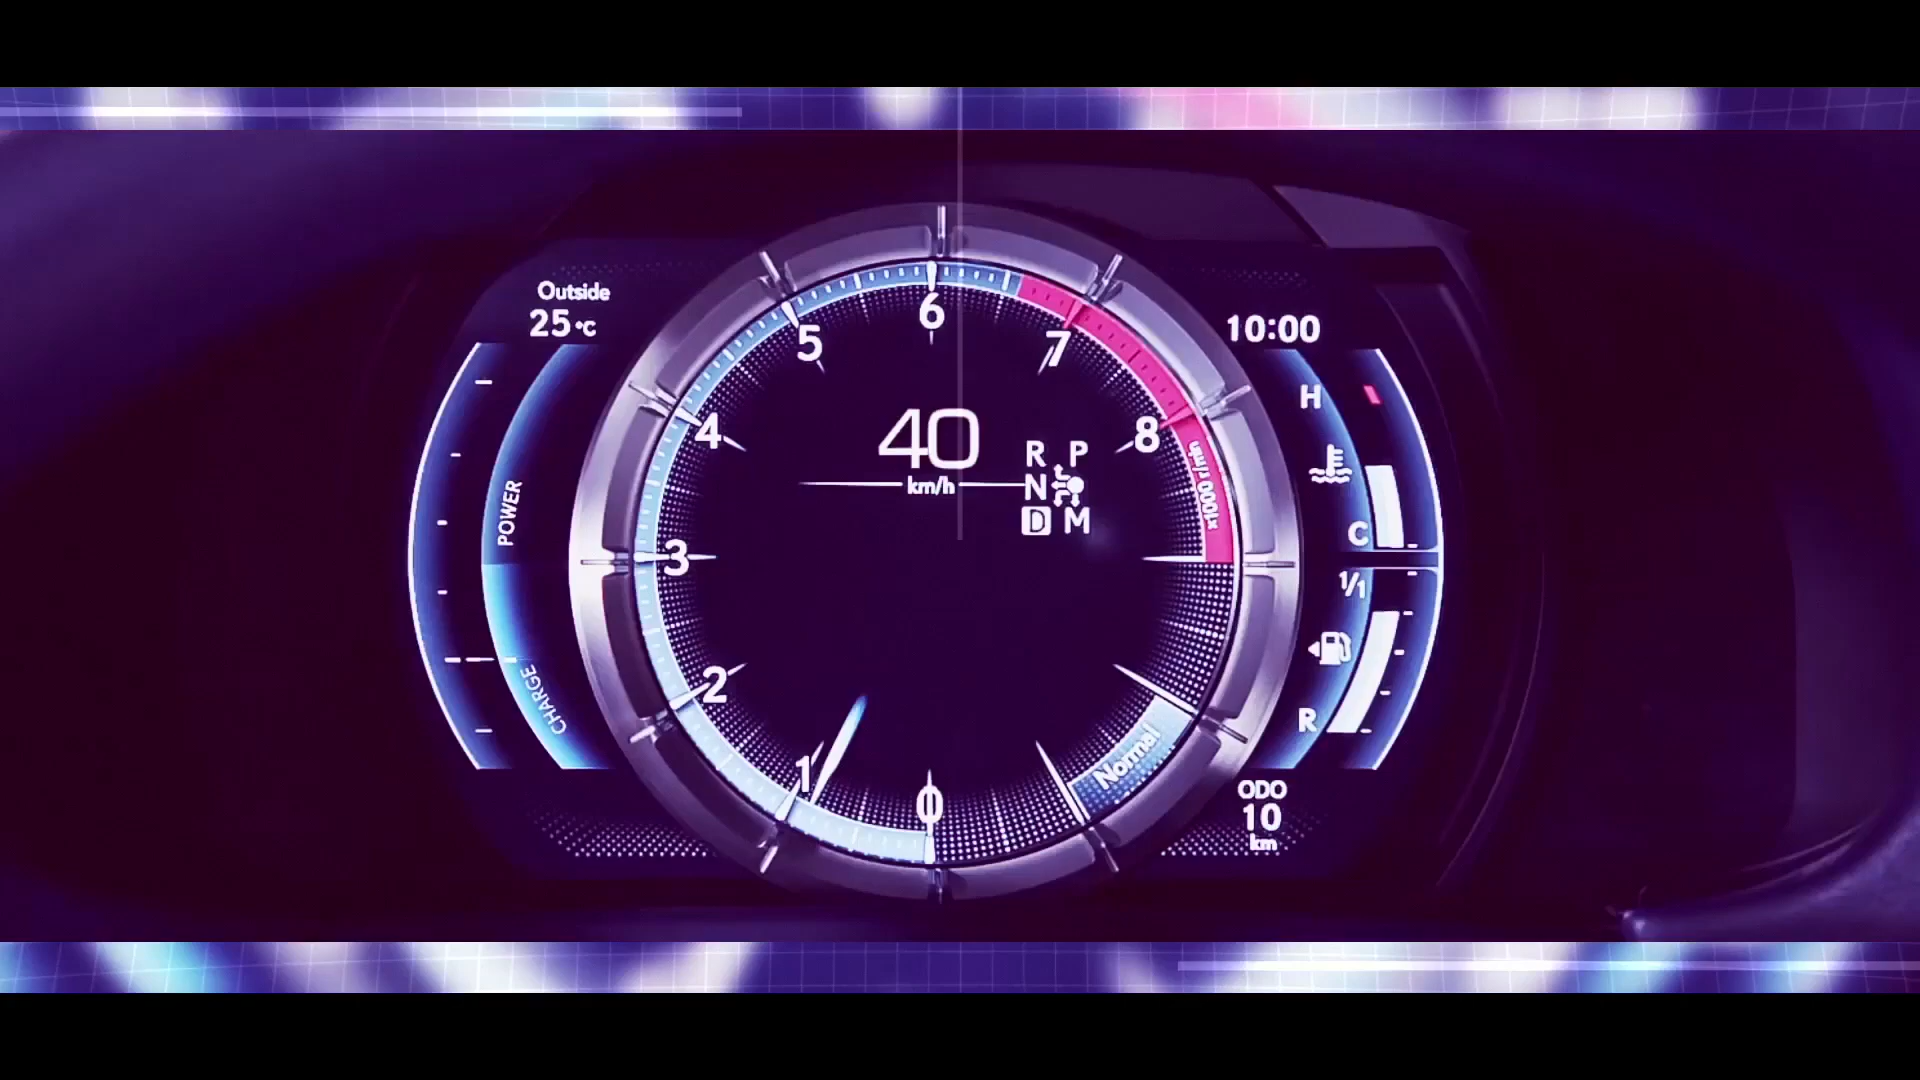 Outside
25°C
10:00
6
5
7
4
8
3
2
1
0
40
km/h
R P
N
D M
×1000 r/min
POWER
CHARGE
H
C
1/1
R
Normal
ODO
10
km